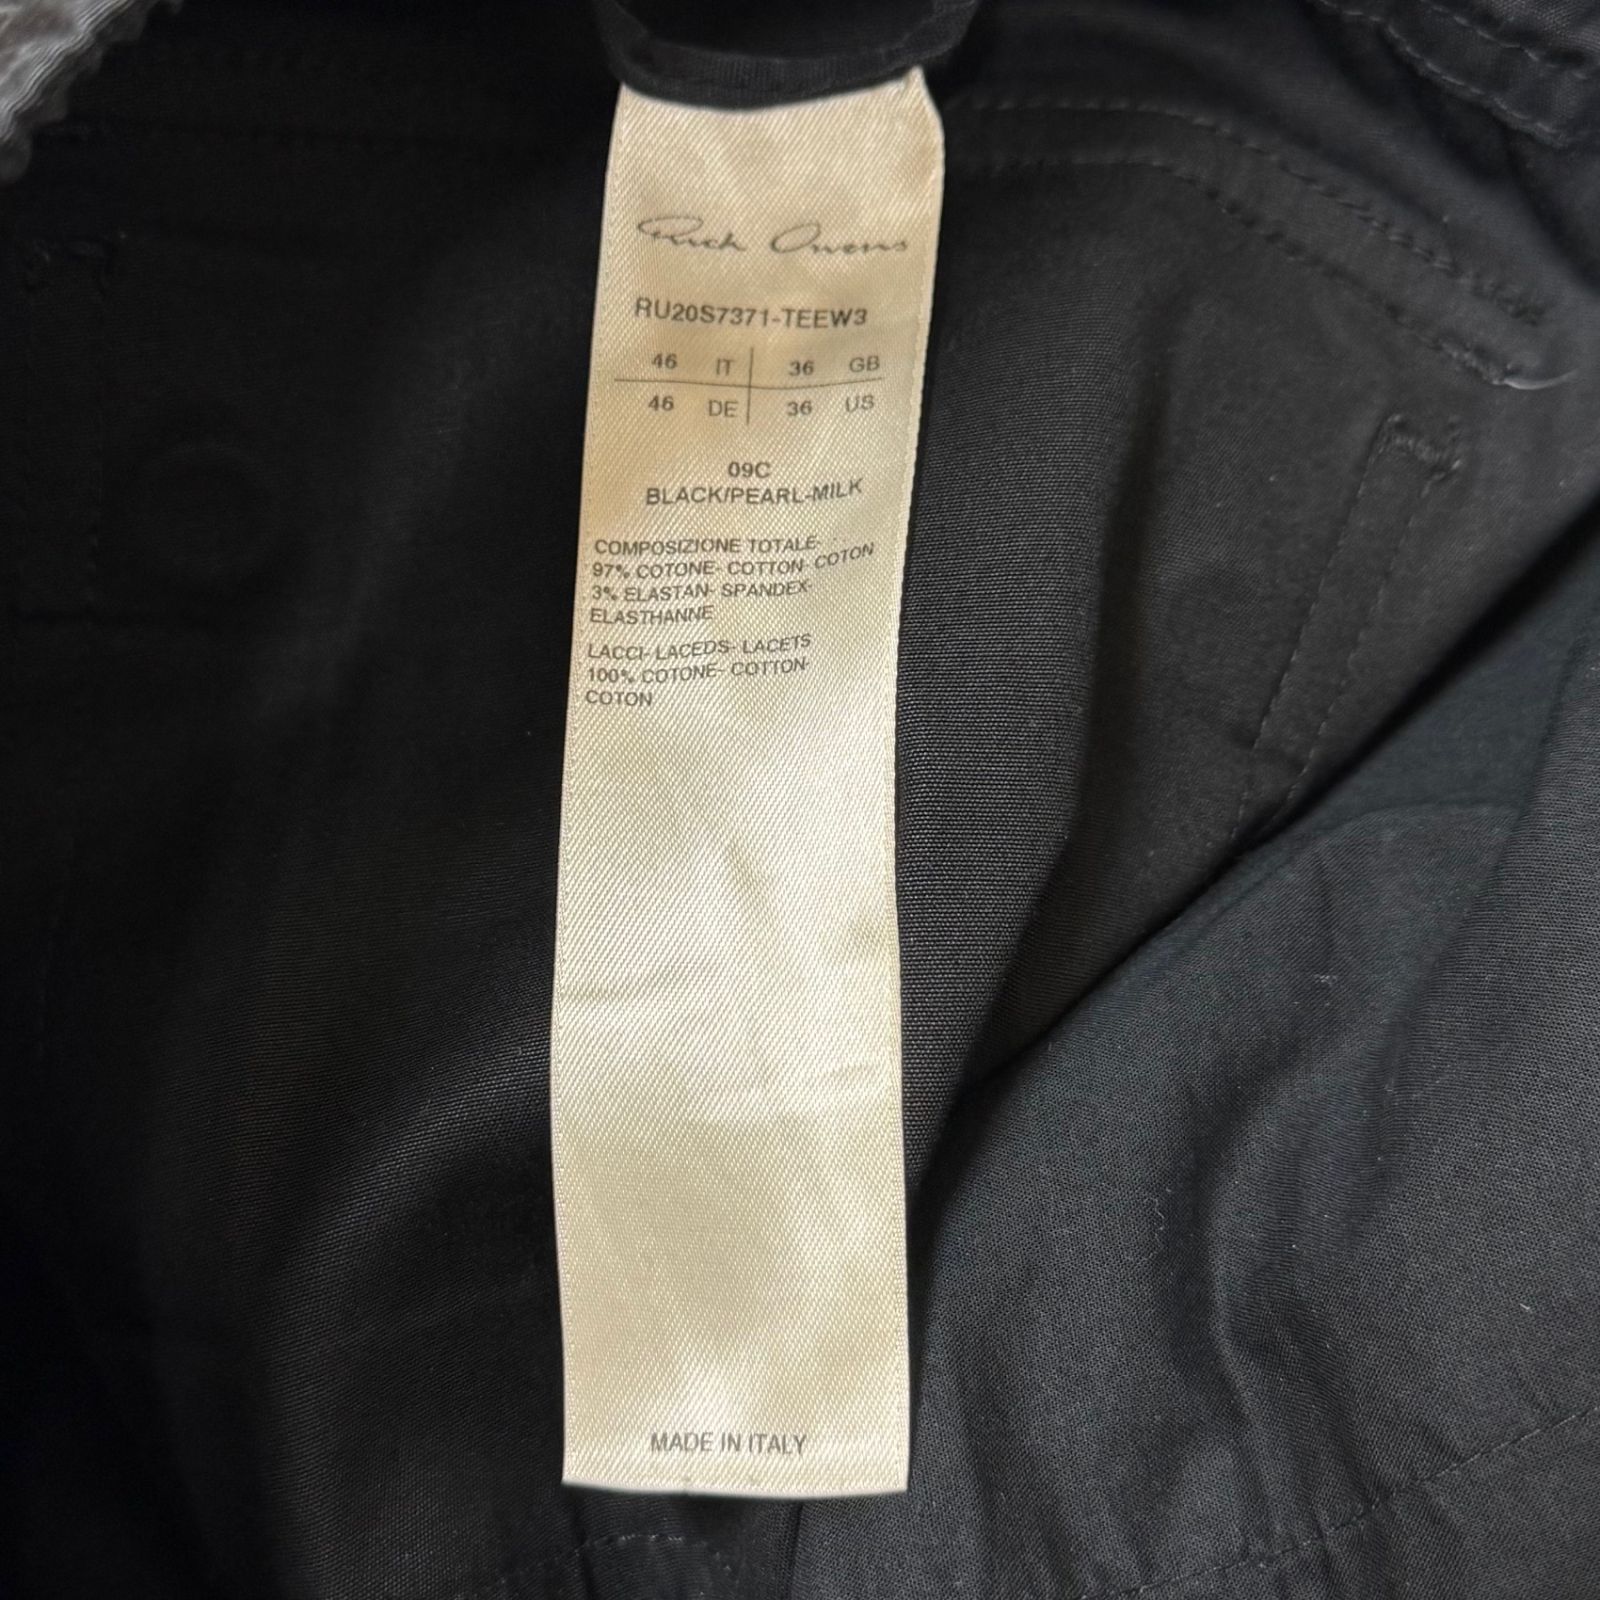 Rick Owens
RU20S7371-TEEW3
46 IT 36 GB
46 DE 36 US
09C
BLACK/PEARL-MILK
COMPOSIZIONE TOTALE-
97% COTONE- COTTON- COTON
3% ELASTAN- SPANDEX-
ELASTHANNE
LACCI- LACEDS- LACETS
100% COTONE- COTTON-
COTON
MADE IN ITALY